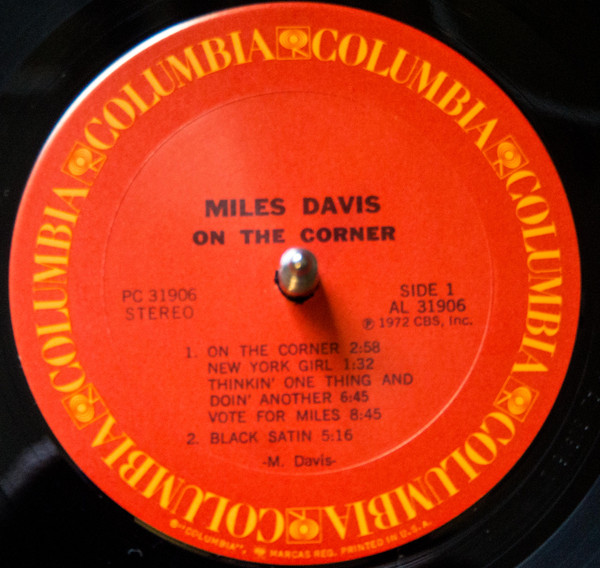 COLUMBIA COLUMBIA COLUMBIA COLUMBIA COLUMBIA COLUMBIA COLUMBIA
MILES DAVIS
ON THE CORNER
PC 31906
STEREO
SIDE 1
AL 31906
℗ 1972 CBS, Inc.
1. ON THE CORNER 2:58
NEW YORK GIRL 1:32
THINKIN' ONE THING AND
DOIN' ANOTHER 6:45
VOTE FOR MILES 8:45
2. BLACK SATIN 5:16
-M. Davis-
® "COLUMBIA", MARCAS REG. PRINTED IN U.S.A.